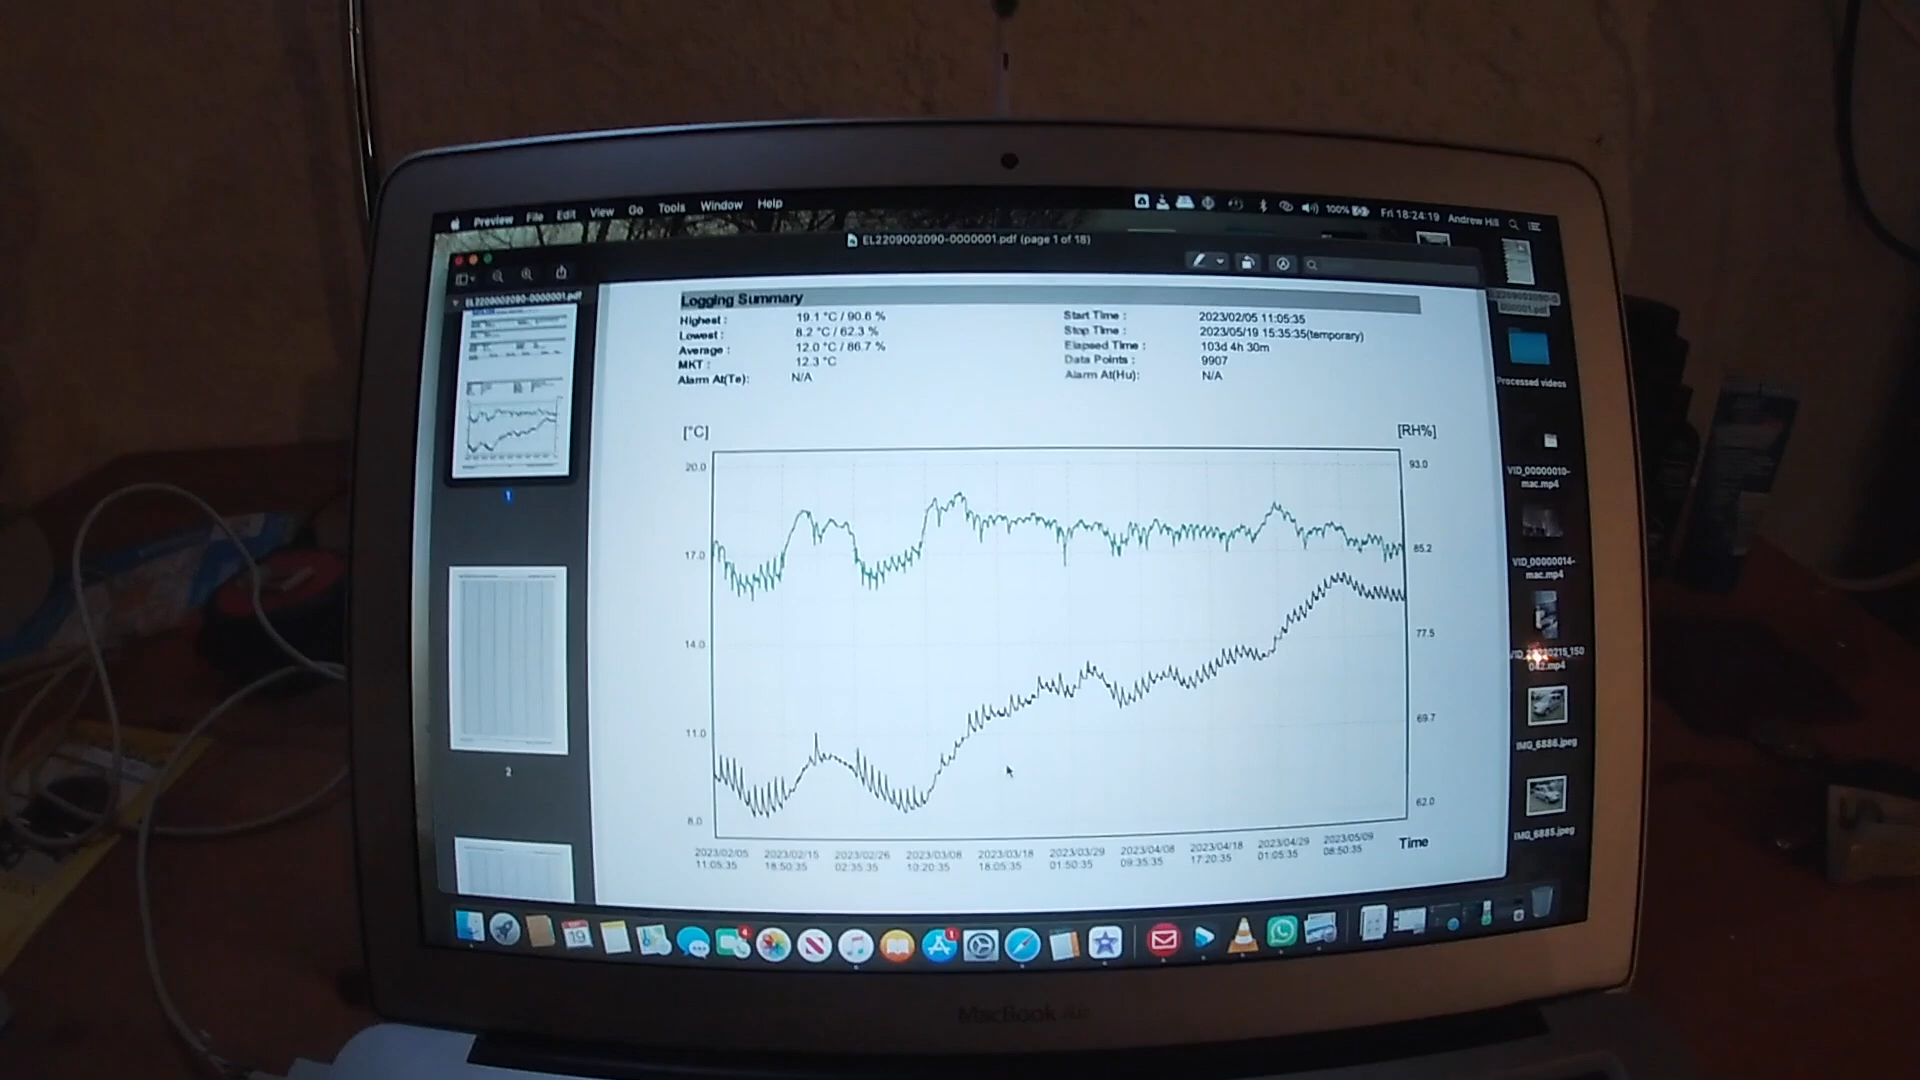 Preview File Edit View Go Tools Window Help 100% Fri 18:24:19 Andrew Hill
EL2209002090-0000001.pdf (page 1 of 18)
EL2209002090-0000001.pdf
1
2
Logging Summary
Highest : 19.1 °C / 90.6 %
Lowest : 8.2 °C / 62.3 %
Average : 12.0 °C / 86.7 %
MKT : 12.3 °C
Alarm At(Te): N/A
Start Time : 2023/02/05 11:05:35
Stop Time : 2023/05/19 15:35:35(temporary)
Elapsed Time : 103d 4h 30m
Data Points : 9907
Alarm At(Hu): N/A
[°C] [RH%]
20.0 93.0
17.0 85.2
14.0 77.5
11.0 69.7
8.0 62.0
2023/02/05 2023/02/15 2023/02/26 2023/03/08 2023/03/18 2023/03/29 2023/04/08 2023/04/18 2023/04/29 2023/05/09 Time
11:05:35 18:50:35 02:35:35 10:20:35 18:05:35 01:50:35 09:35:35 17:20:35 01:05:35 08:50:35
Processed videos
VID_00000010-
mac.mp4
VID_00000014-
mac.mp4
IMG_6886.jpeg
IMG_6885.jpeg
19
MacBook Air